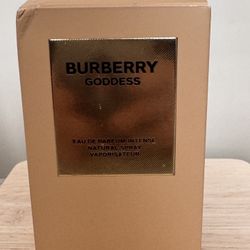 BURBERRY
GODDESS
EAU DE PARFUM INTENSE
NATURAL SPRAY
VAPORISATEUR